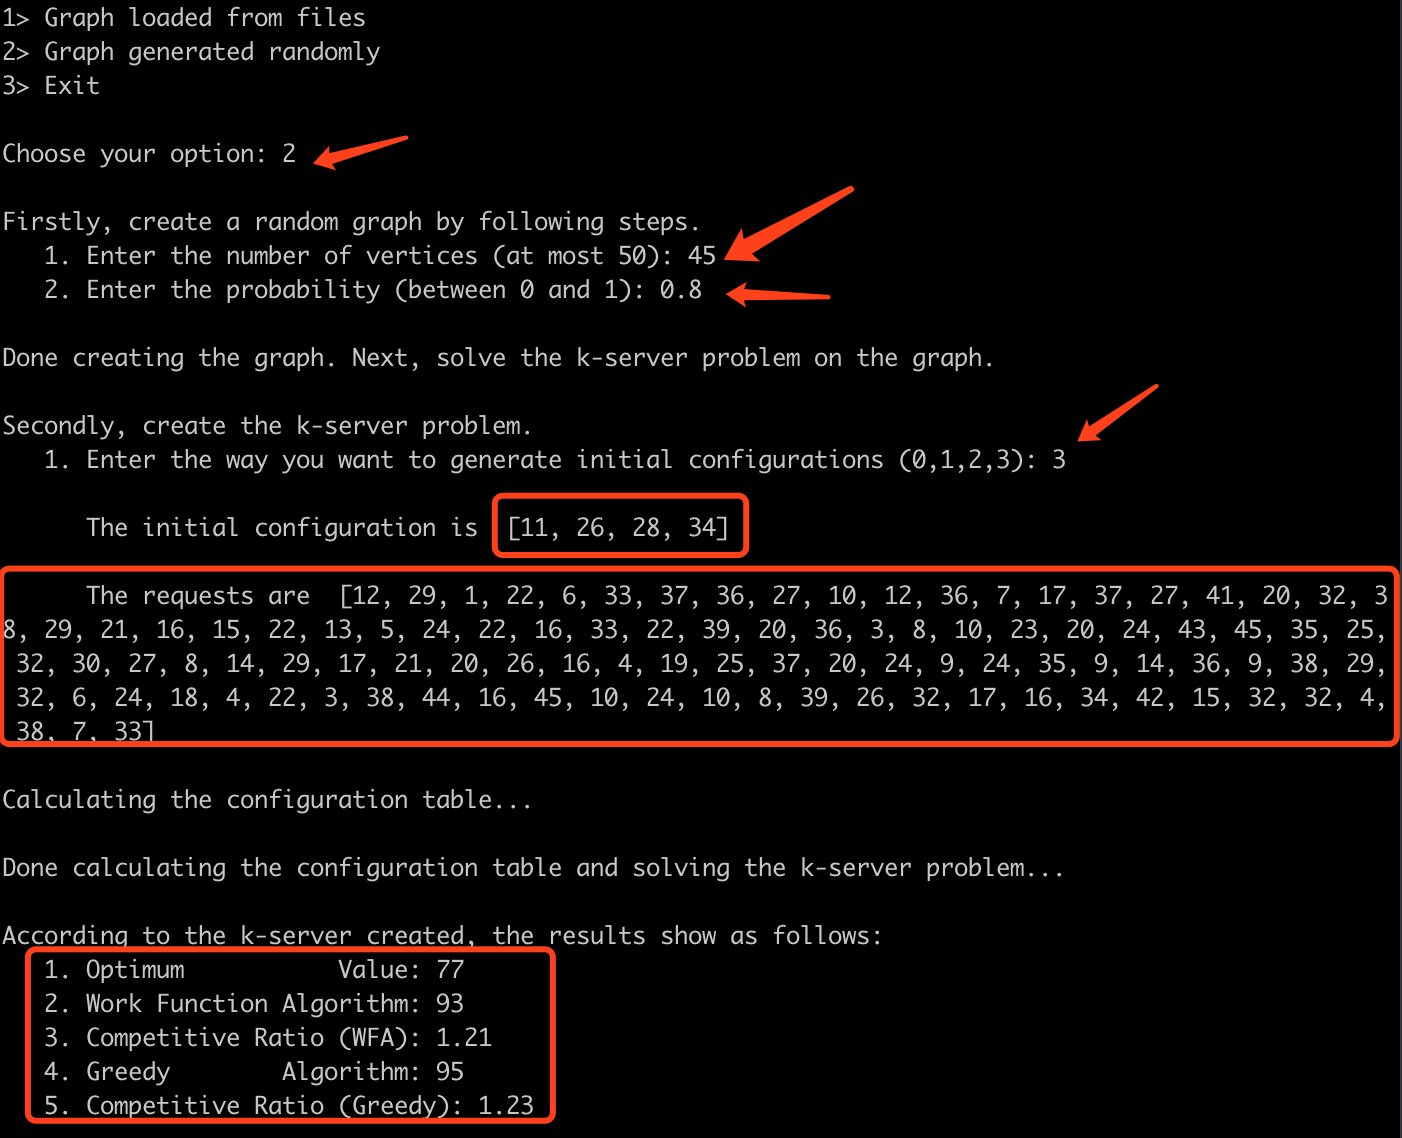 1> Graph loaded from files
2> Graph generated randomly
3> Exit
Choose your option: 2
Firstly, create a random graph by following steps.
1. Enter the number of vertices (at most 50): 45
2. Enter the probability (between 0 and 1): 0.8
Done creating the graph. Next, solve the k-server problem on the graph.
Secondly, create the k-server problem.
1. Enter the way you want to generate initial configurations (0,1,2,3): 3
The initial configuration is [11, 26, 28, 34]
The requests are [12, 29, 1, 22, 6, 33, 37, 36, 27, 10, 12, 36, 7, 17, 37, 27, 41, 20, 32, 3
8, 29, 21, 16, 15, 22, 13, 5, 24, 22, 16, 33, 22, 39, 20, 36, 3, 8, 10, 23, 20, 24, 43, 45, 35, 25,
32, 30, 27, 8, 14, 29, 17, 21, 20, 26, 16, 4, 19, 25, 37, 20, 24, 9, 24, 35, 9, 14, 36, 9, 38, 29,
32, 6, 24, 18, 4, 22, 3, 38, 44, 16, 45, 10, 24, 10, 8, 39, 26, 32, 17, 16, 34, 42, 15, 32, 32, 4,
38, 7, 33]
Calculating the configuration table...
Done calculating the configuration table and solving the k-server problem...
According to the k-server created, the results show as follows:
1. Optimum Value: 77
2. Work Function Algorithm: 93
3. Competitive Ratio (WFA): 1.21
4. Greedy Algorithm: 95
5. Competitive Ratio (Greedy): 1.23